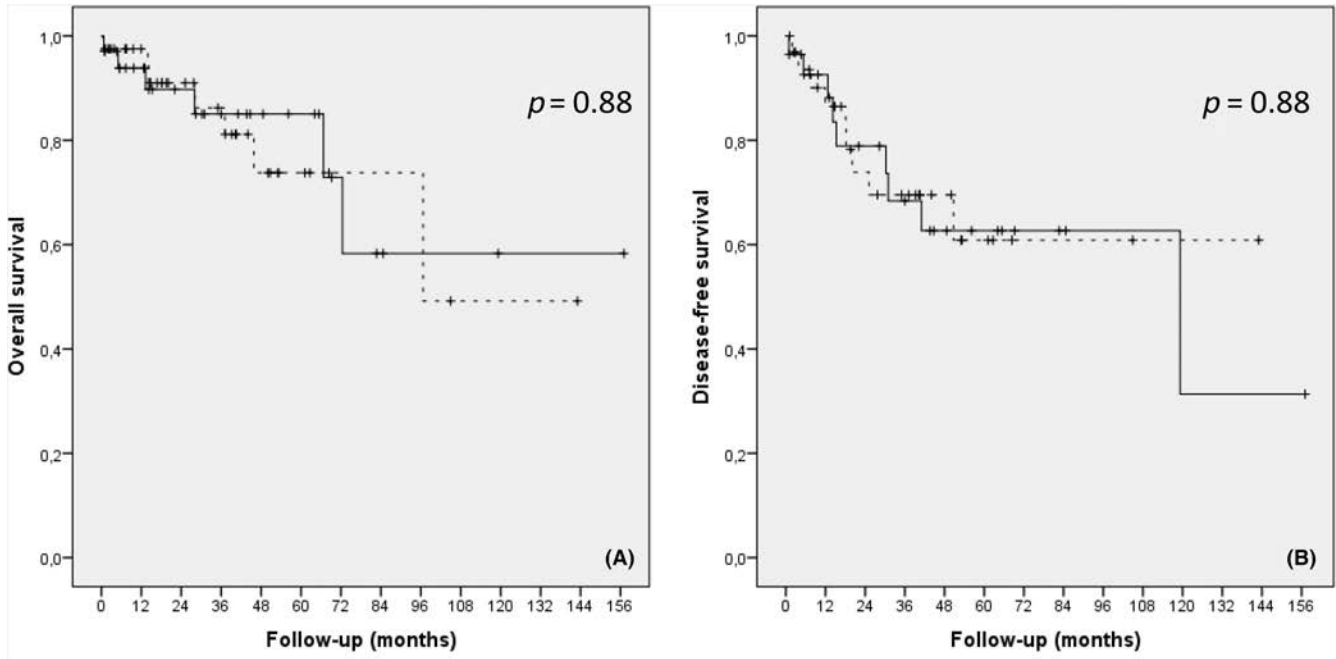 Overall survival
1,0
0,8
0,6
0,4
0,2
0,0
p = 0.88
(A)
0 12 24 36 48 60 72 84 96 108 120 132 144 156
Follow-up (months)
Disease-free survival
1,0
0,8
0,6
0,4
0,2
0,0
p = 0.88
(B)
0 12 24 36 48 60 72 84 96 108 120 132 144 156
Follow-up (months)